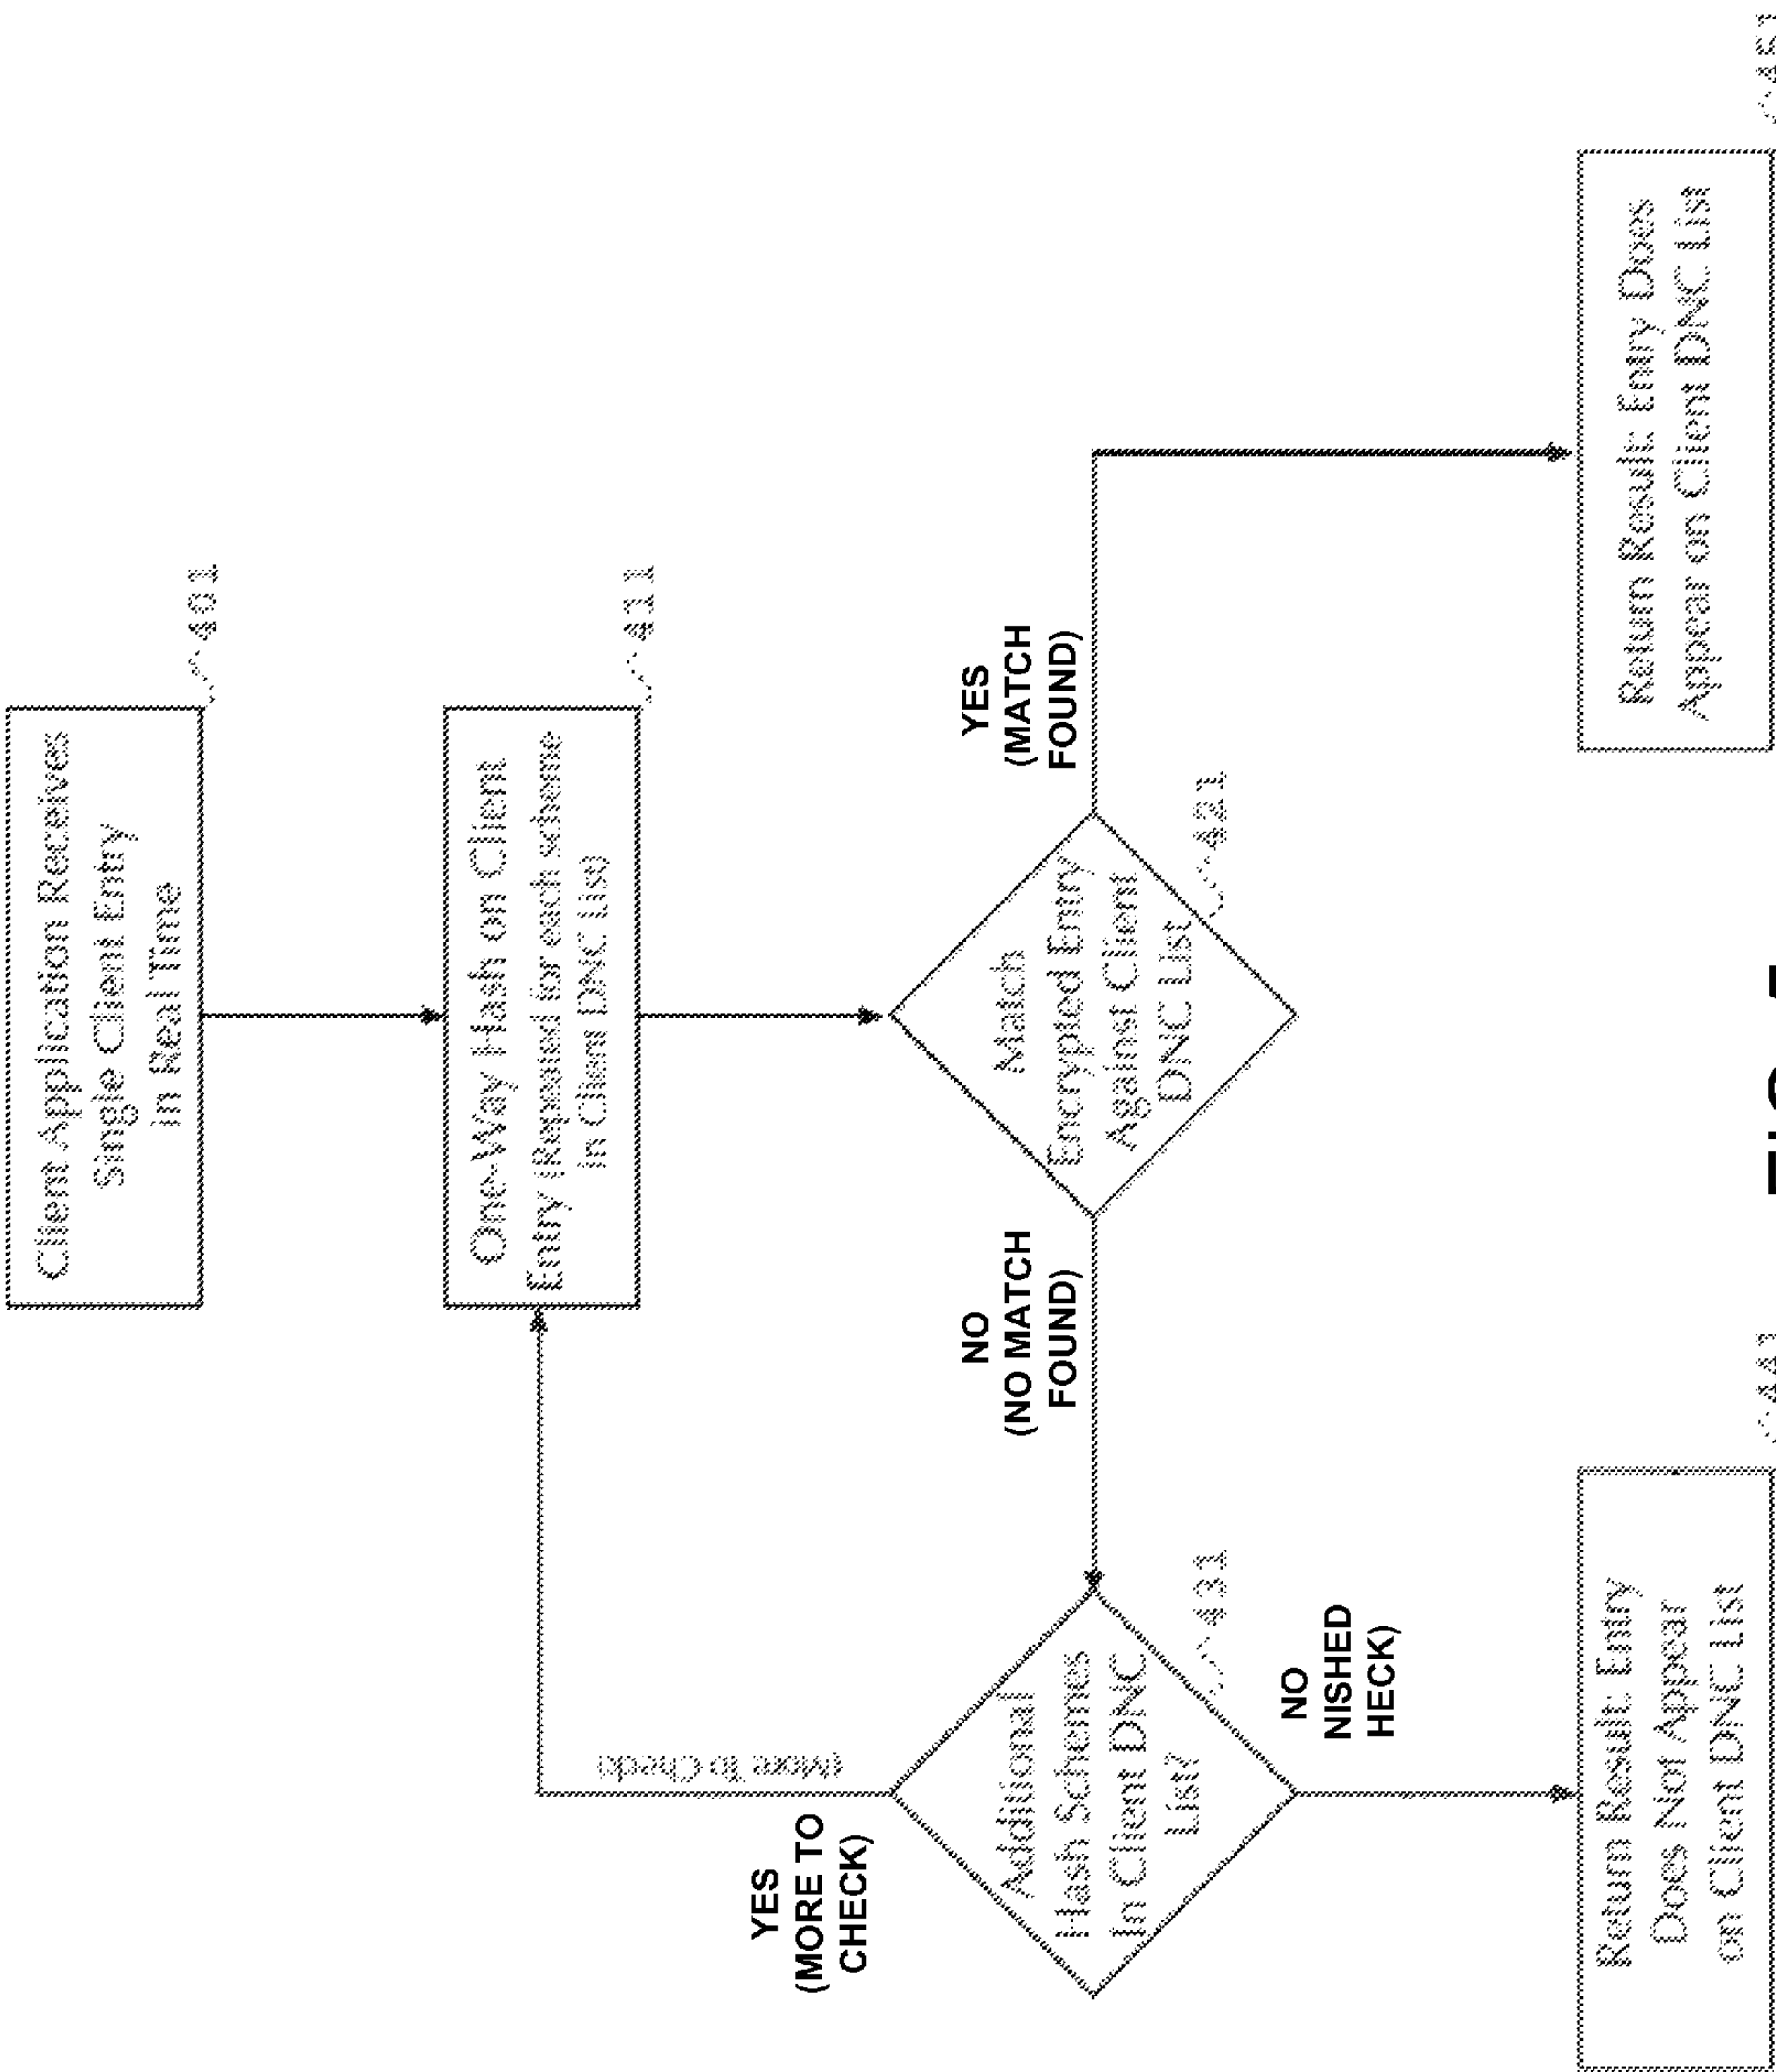 Client Application Receives
Single Client Entry
in Real Time
401
One-Way Hash on Client
Entry (Repeated for each scheme
in Client DNC List)
411
Match
Encrypted Entry
Against Client
DNC List
421
YES
(MATCH
FOUND)
NO
(NO MATCH
FOUND)
Additional
Hash Schemes
In Client DNC
List?
431
YES
(MORE TO
CHECK)
(More To Check)
NO
NISHED
HECK)
Return Result: Entry
Does Not Appear
on Client DNC List
441
Return Result: Entry Does
Appear on Client DNC List
451